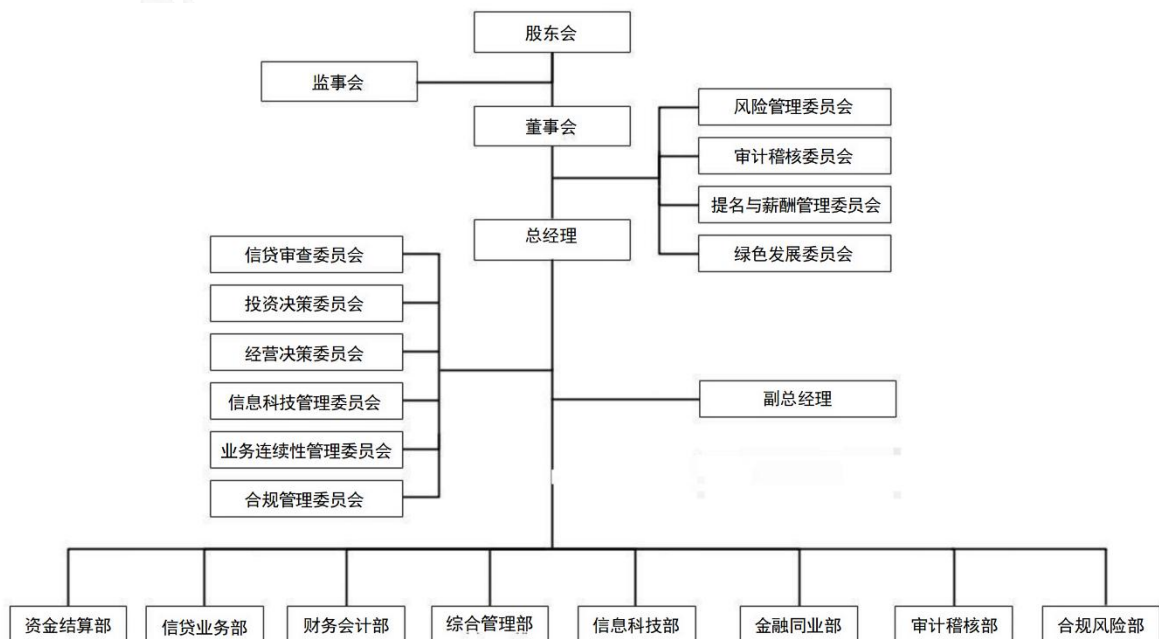 股东会
监事会
董事会
风险管理委员会
审计稽核委员会
提名与薪酬管理委员会
绿色发展委员会
总经理
信贷审查委员会
投资决策委员会
经营决策委员会
信息科技管理委员会
业务连续性管理委员会
合规管理委员会
副总经理
资金结算部
信贷业务部
财务会计部
综合管理部
信息科技部
金融同业部
审计稽核部
合规风险部